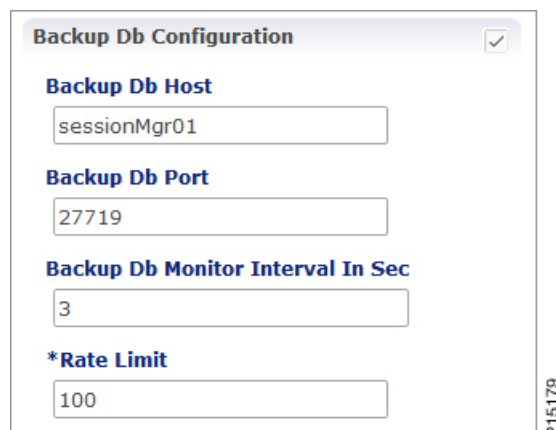 Backup Db Configuration
Backup Db Host
sessionMgr01
Backup Db Port
27719
Backup Db Monitor Interval In Sec
3
*Rate Limit
100
215179